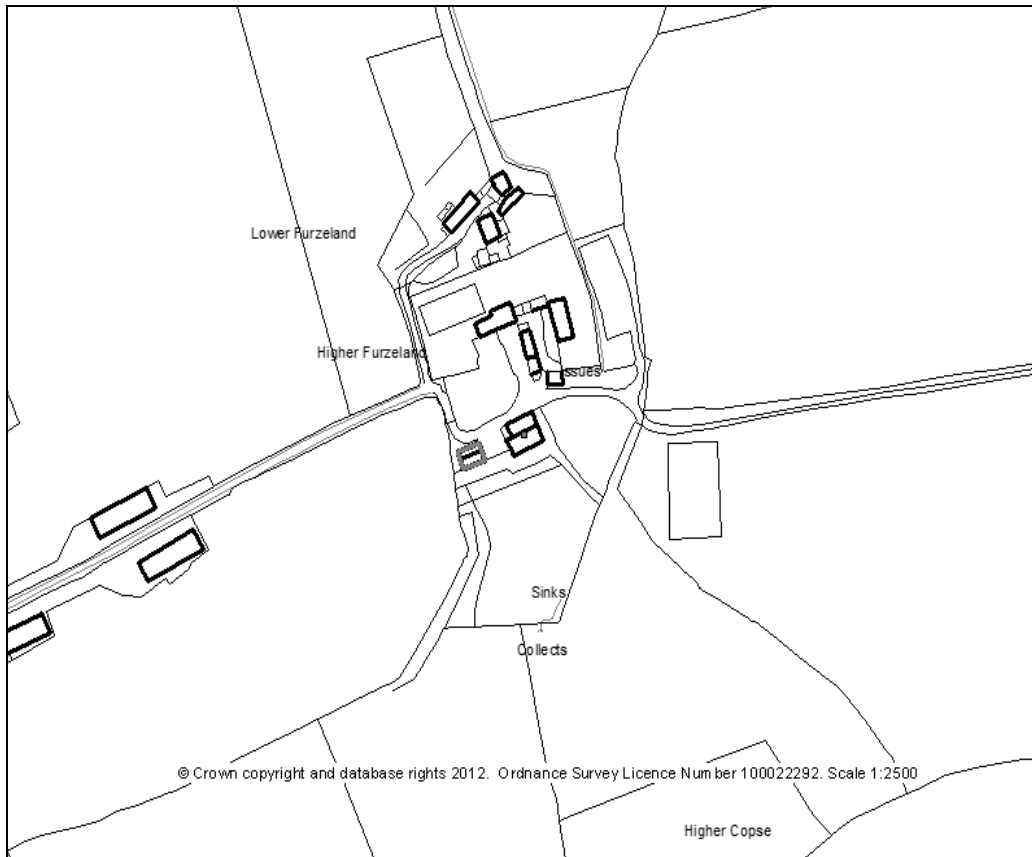 Lower Furzeland
Higher Furzeland
ssues
Sinks
Collects
© Crown copyright and database rights 2012. Ordnance Survey Licence Number 100022292. Scale 1:2500
Higher Copse